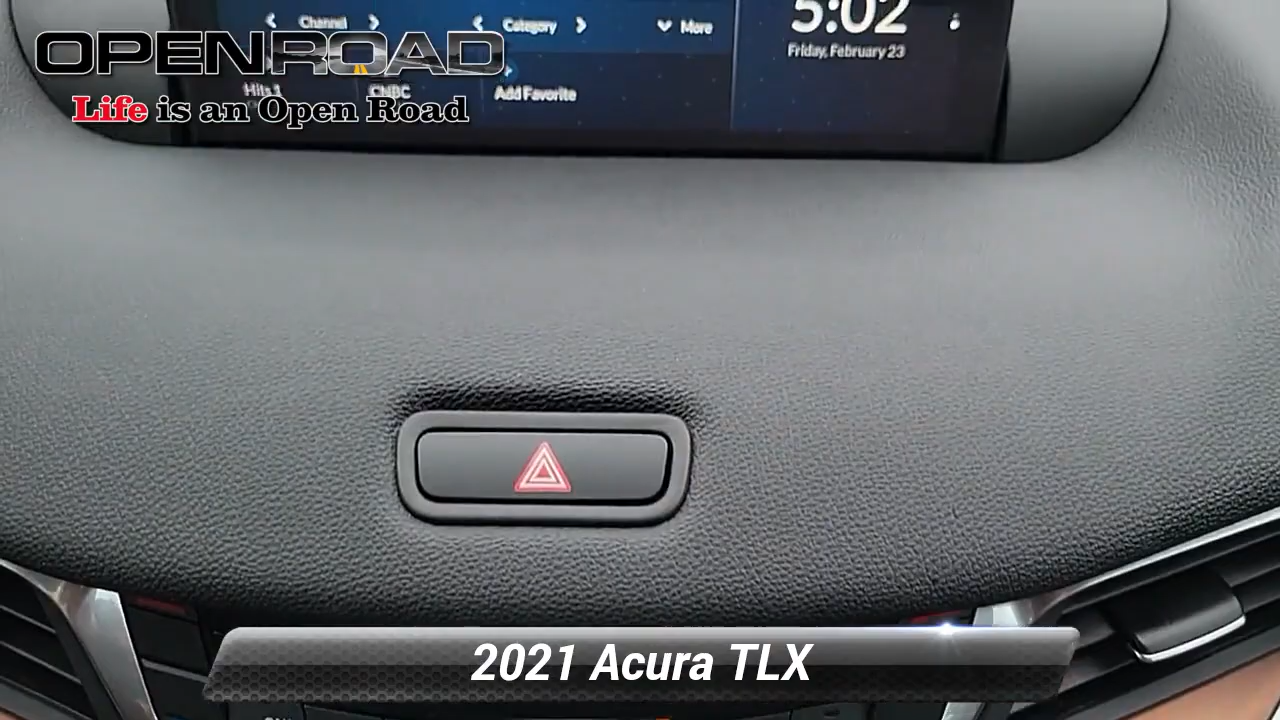 Channel
Category
More
5:02
Friday, February 23
OPENROAD
Hits 1
CNBC
Add Favorite
Life is an Open Road
2021 Acura TLX